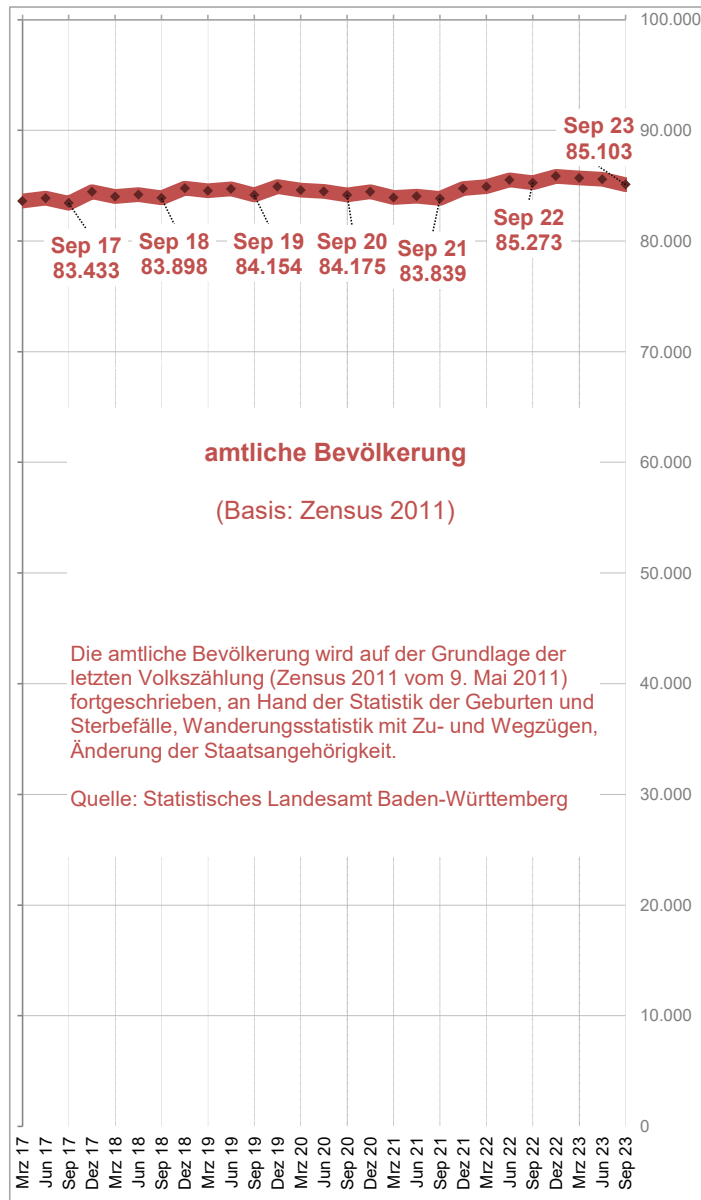 100.000
90.000
80.000
70.000
60.000
50.000
40.000
30.000
20.000
10.000
0
Sep 17
83.433
Sep 18
83.898
Sep 19
84.154
Sep 20
84.175
Sep 21
83.839
Sep 22
85.273
Sep 23
85.103
amtliche Bevölkerung
(Basis: Zensus 2011)
Die amtliche Bevölkerung wird auf der Grundlage der
letzten Volkszählung (Zensus 2011 vom 9. Mai 2011)
fortgeschrieben, an Hand der Statistik der Geburten und
Sterbefälle, Wanderungsstatistik mit Zu- und Wegzügen,
Änderung der Staatsangehörigkeit.
Quelle: Statistisches Landesamt Baden-Württemberg
Mrz 17
Jun 17
Sep 17
Dez 17
Mrz 18
Jun 18
Sep 18
Dez 18
Mrz 19
Jun 19
Sep 19
Dez 19
Mrz 20
Jun 20
Sep 20
Dez 20
Mrz 21
Jun 21
Sep 21
Dez 21
Mrz 22
Jun 22
Sep 22
Dez 22
Mrz 23
Jun 23
Sep 23